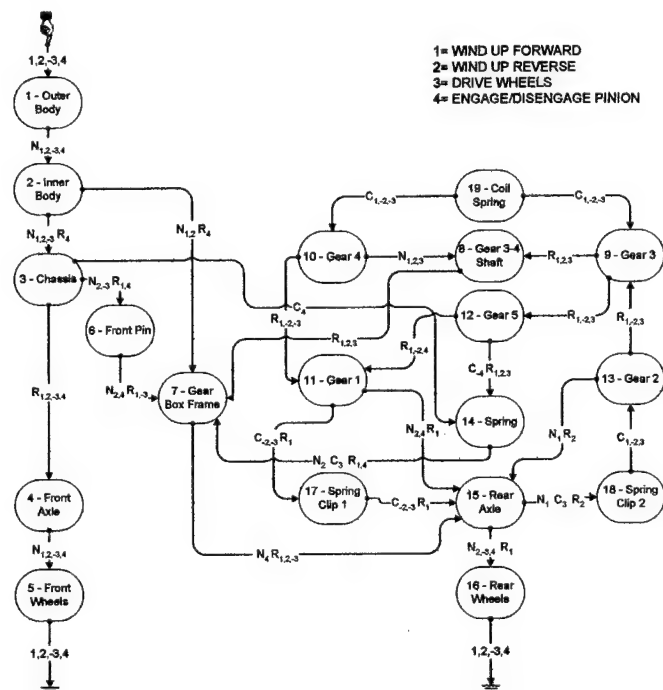 1= WIND UP FORWARD
2= WIND UP REVERSE
3= DRIVE WHEELS
4= ENGAGE/DISENGAGE PINION
1,2,-3,4
1 - Outer
Body
N1,2,-3,4
2 - Inner
Body
N1,2,-3 R4
N1,2 R4
3 - Chassis
N2,-3 R1,4
6 - Front Pin
C4
R1,2,-3,4
N2,4 R1,-3
7 - Gear
Box Frame
19 - Coil
Spring
C1,-2,-3
C1,-2,-3
10 - Gear 4
N1,2,3
8 - Gear 3-4
Shaft
R1,2,3
9 - Gear 3
R1,-2,-3
R1,2,3
12 - Gear 5
R1,-2,3
R1,-2,3
R1,-2,4
C-4 R1,2,3
11 - Gear 1
13 - Gear 2
14 - Spring
N2,4 R1
N1 R2
C1,-2,3
C-2,-3 R1
N2 C3 R1,4
17 - Spring
Clip 1
C-2,-3 R1
15 - Rear
Axle
N1 C3 R2
18 - Spring
Clip 2
4 - Front
Axle
N1,2,-3,4
N4 R1,2,-3
N2,-3,4 R1
5 - Front
Wheels
16 - Rear
Wheels
1,2,-3,4
1,2,-3,4